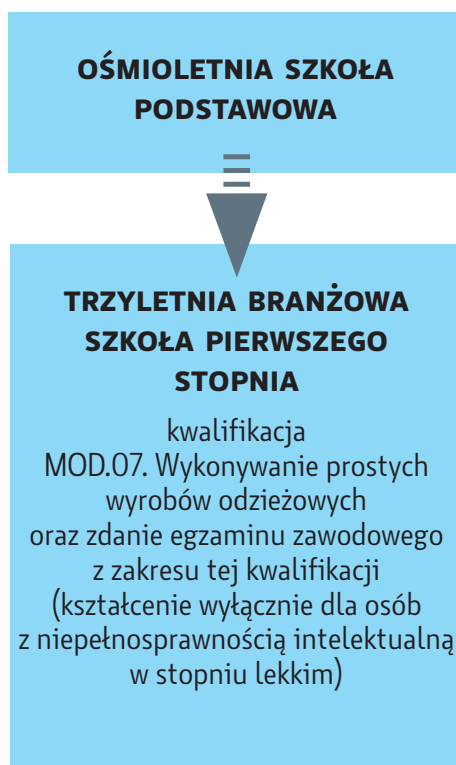 OŚMIOLETNIA SZKOŁA
PODSTAWOWA
TRZYLETNIA BRANŻOWA
SZKOŁA PIERWSZEGO
STOPNIA
kwalifikacja
MOD.07. Wykonywanie prostych
wyrobów odzieżowych
oraz zdanie egzaminu zawodowego
z zakresu tej kwalifikacji
(kształcenie wyłącznie dla osób
z niepełnosprawnością intelektualną
w stopniu lekkim)